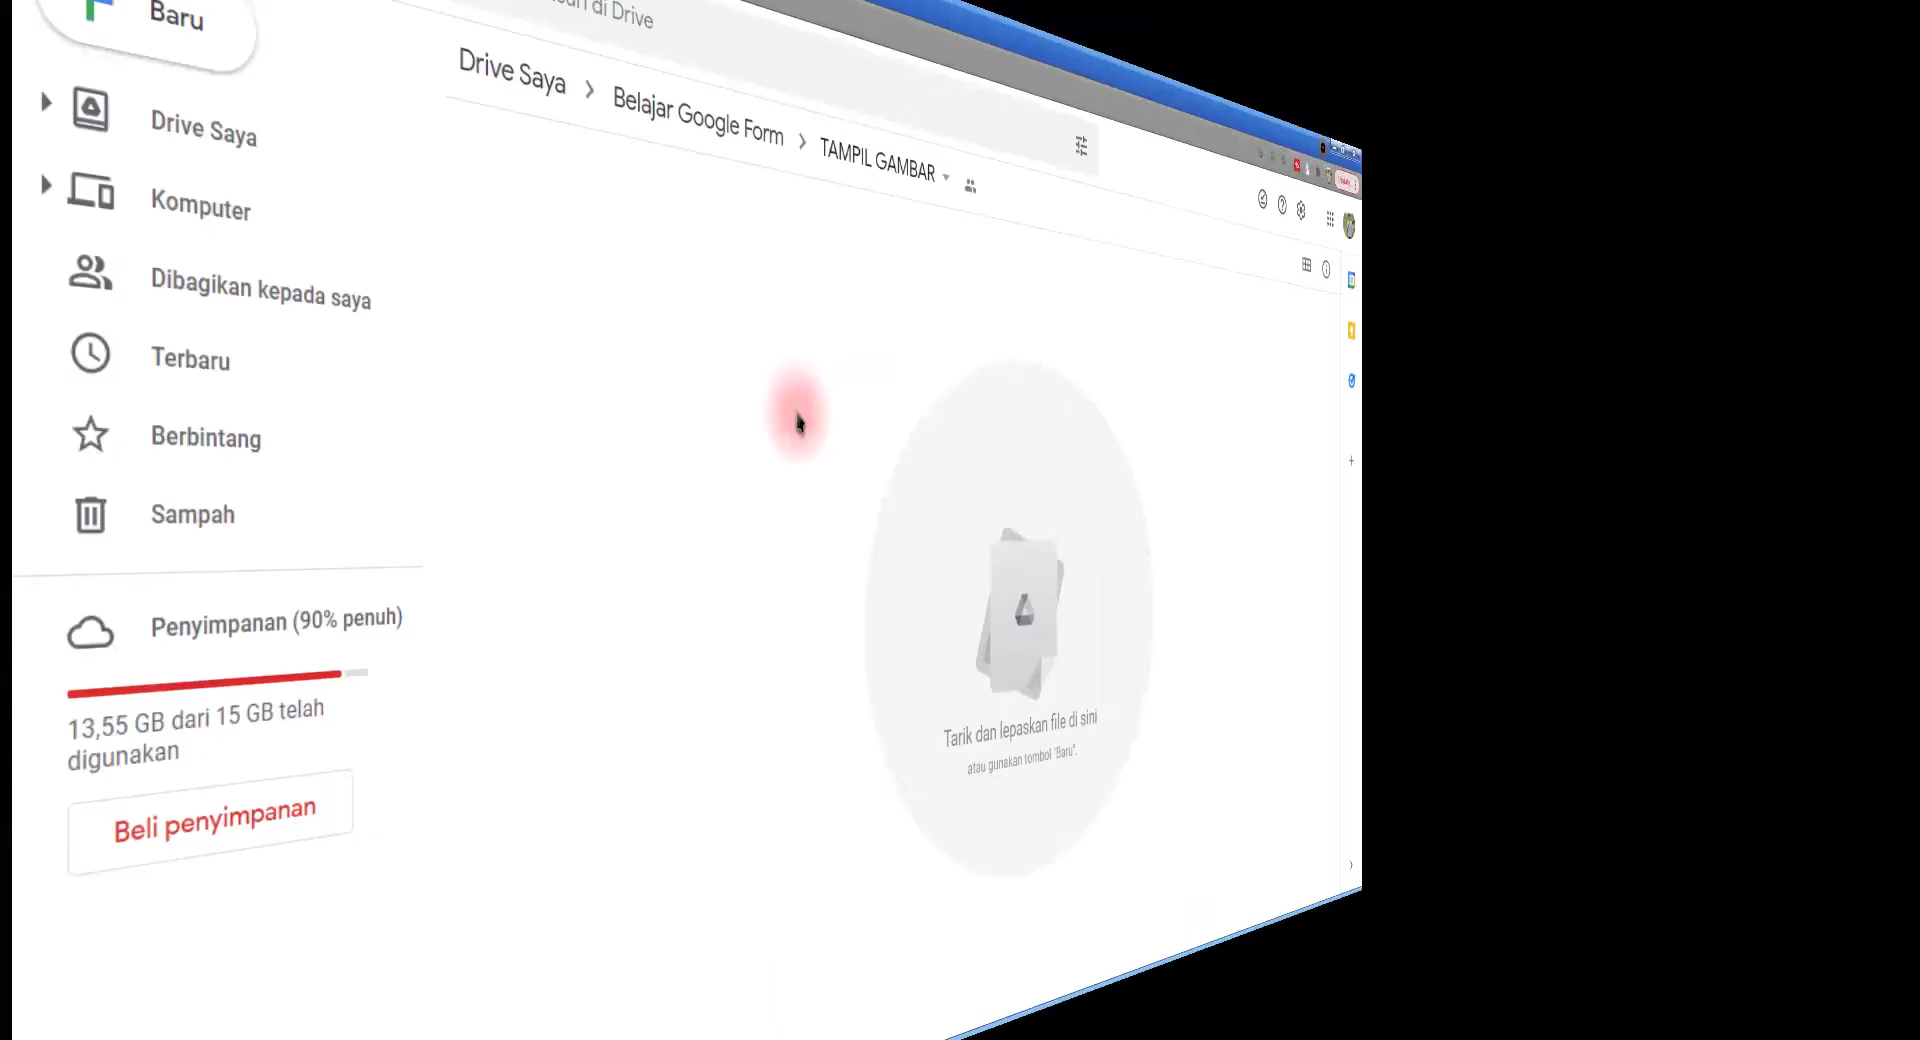 Baru
di Drive
Drive Saya
Belajar Google Form
TAMPIL GAMBAR
Drive Saya
Komputer
Dibagikan kepada saya
Terbaru
Berbintang
Sampah
Penyimpanan (90% penuh)
13,55 GB dari 15 GB telah
digunakan
Beli penyimpanan
Tarik dan lepaskan file di sini
atau gunakan tombol "Baru".